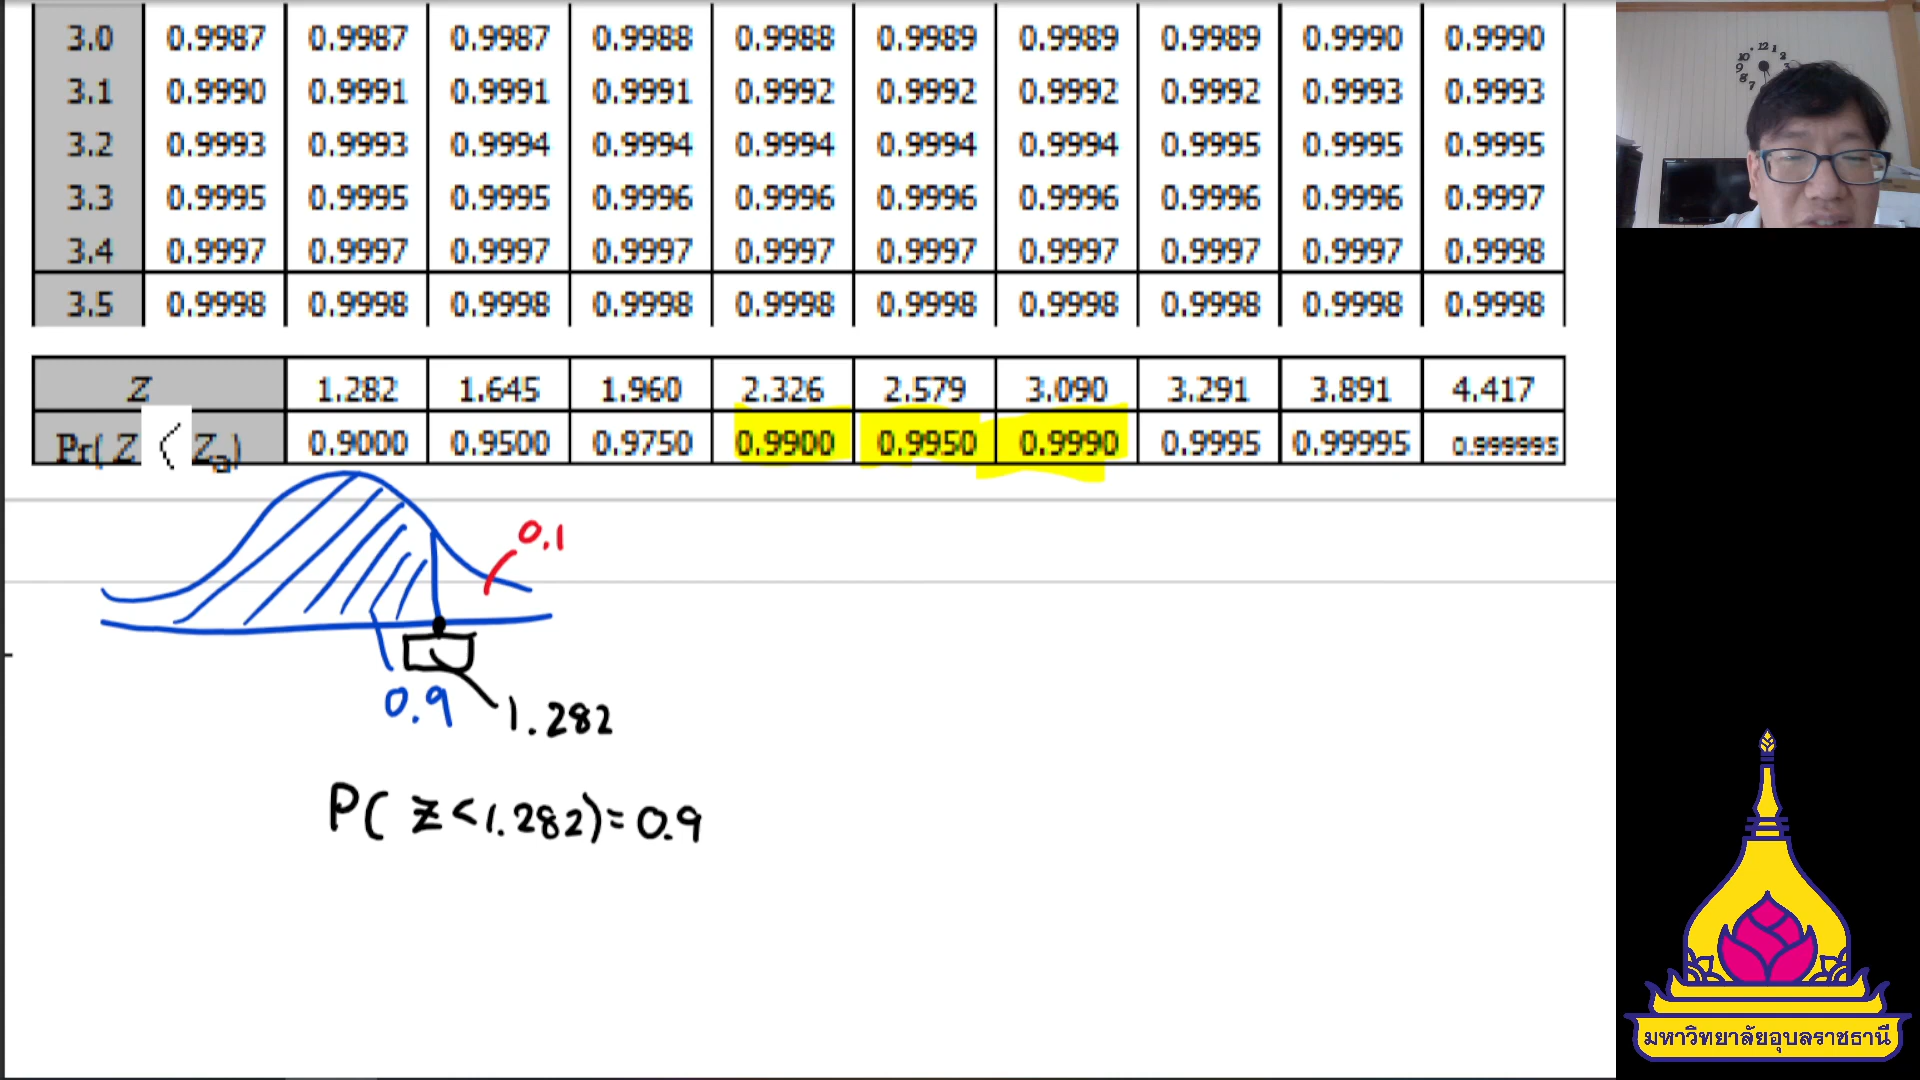 3.0 0.9987 0.9987 0.9987 0.9988 0.9988 0.9989 0.9989 0.9989 0.9990 0.9990
3.1 0.9990 0.9991 0.9991 0.9991 0.9992 0.9992 0.9992 0.9992 0.9993 0.9993
3.2 0.9993 0.9993 0.9994 0.9994 0.9994 0.9994 0.9994 0.9995 0.9995 0.9995
3.3 0.9995 0.9995 0.9995 0.9996 0.9996 0.9996 0.9996 0.9996 0.9996 0.9997
3.4 0.9997 0.9997 0.9997 0.9997 0.9997 0.9997 0.9997 0.9997 0.9997 0.9998
3.5 0.9998 0.9998 0.9998 0.9998 0.9998 0.9998 0.9998 0.9998 0.9998 0.9998
Z 1.282 1.645 1.960 2.326 2.579 3.090 3.291 3.891 4.417
Pr( Z < Za) 0.9000 0.9500 0.9750 0.9900 0.9950 0.9990 0.9995 0.99995 0.999995
0.1
0.9
1.282
P( z < 1.282) = 0.9
10 12 1
9 2
8 3
7
มหาวิทยาลัยอุบลราชธานี